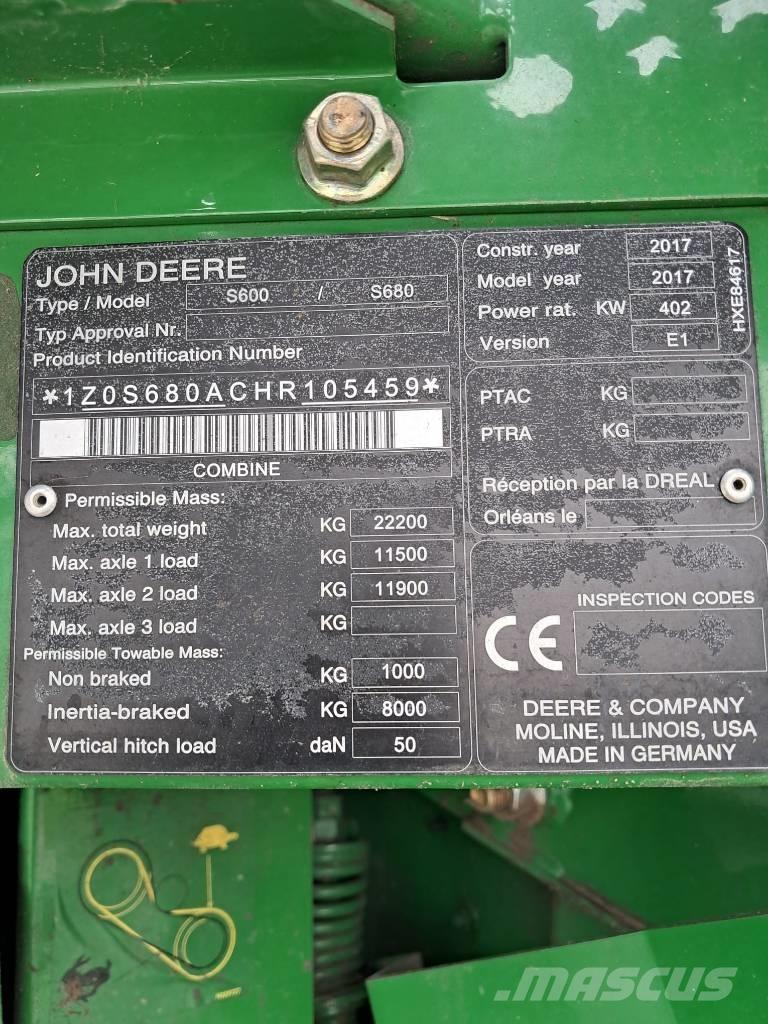 JOHN DEERE
Type / Model S600 / S680
Typ Approval Nr.
Product Identification Number
*1Z0S680ACHR105459*
COMBINE
Permissible Mass:
Max. total weight KG 22200
Max. axle 1 load KG 11500
Max. axle 2 load KG 11900
Max. axle 3 load KG
Permissible Towable Mass:
Non braked KG 1000
Inertia-braked KG 8000
Vertical hitch load daN 50
Constr. year 2017
Model year 2017
Power rat. KW 402
Version E1
HXE84617
PTAC KG
PTRA KG
Réception par la DREAL
Orléans le
CE
INSPECTION CODES
DEERE & COMPANY
MOLINE, ILLINOIS, USA
MADE IN GERMANY
MASCUS